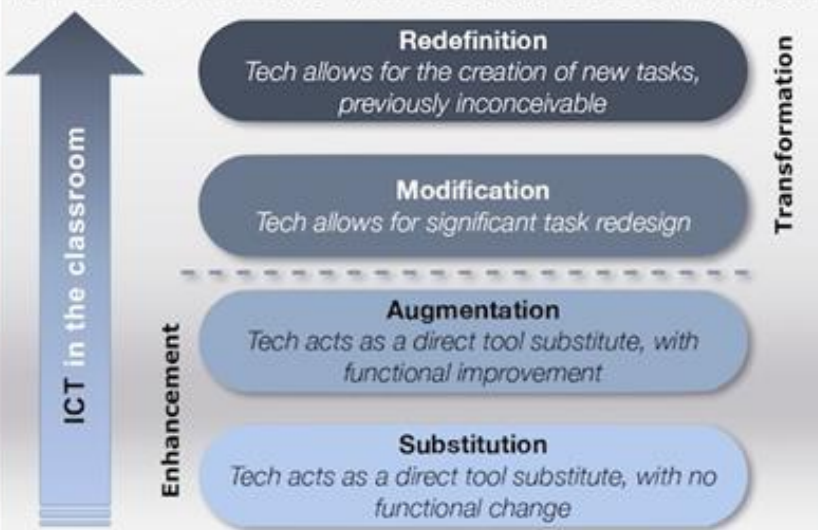 Redefinition
Tech allows for the creation of new tasks,
previously inconceivable
Modification
Tech allows for significant task redesign
Augmentation
Tech acts as a direct tool substitute, with
functional improvement
Substitution
Tech acts as a direct tool substitute, with no
functional change
ICT in the classroom
Enhancement
Transformation